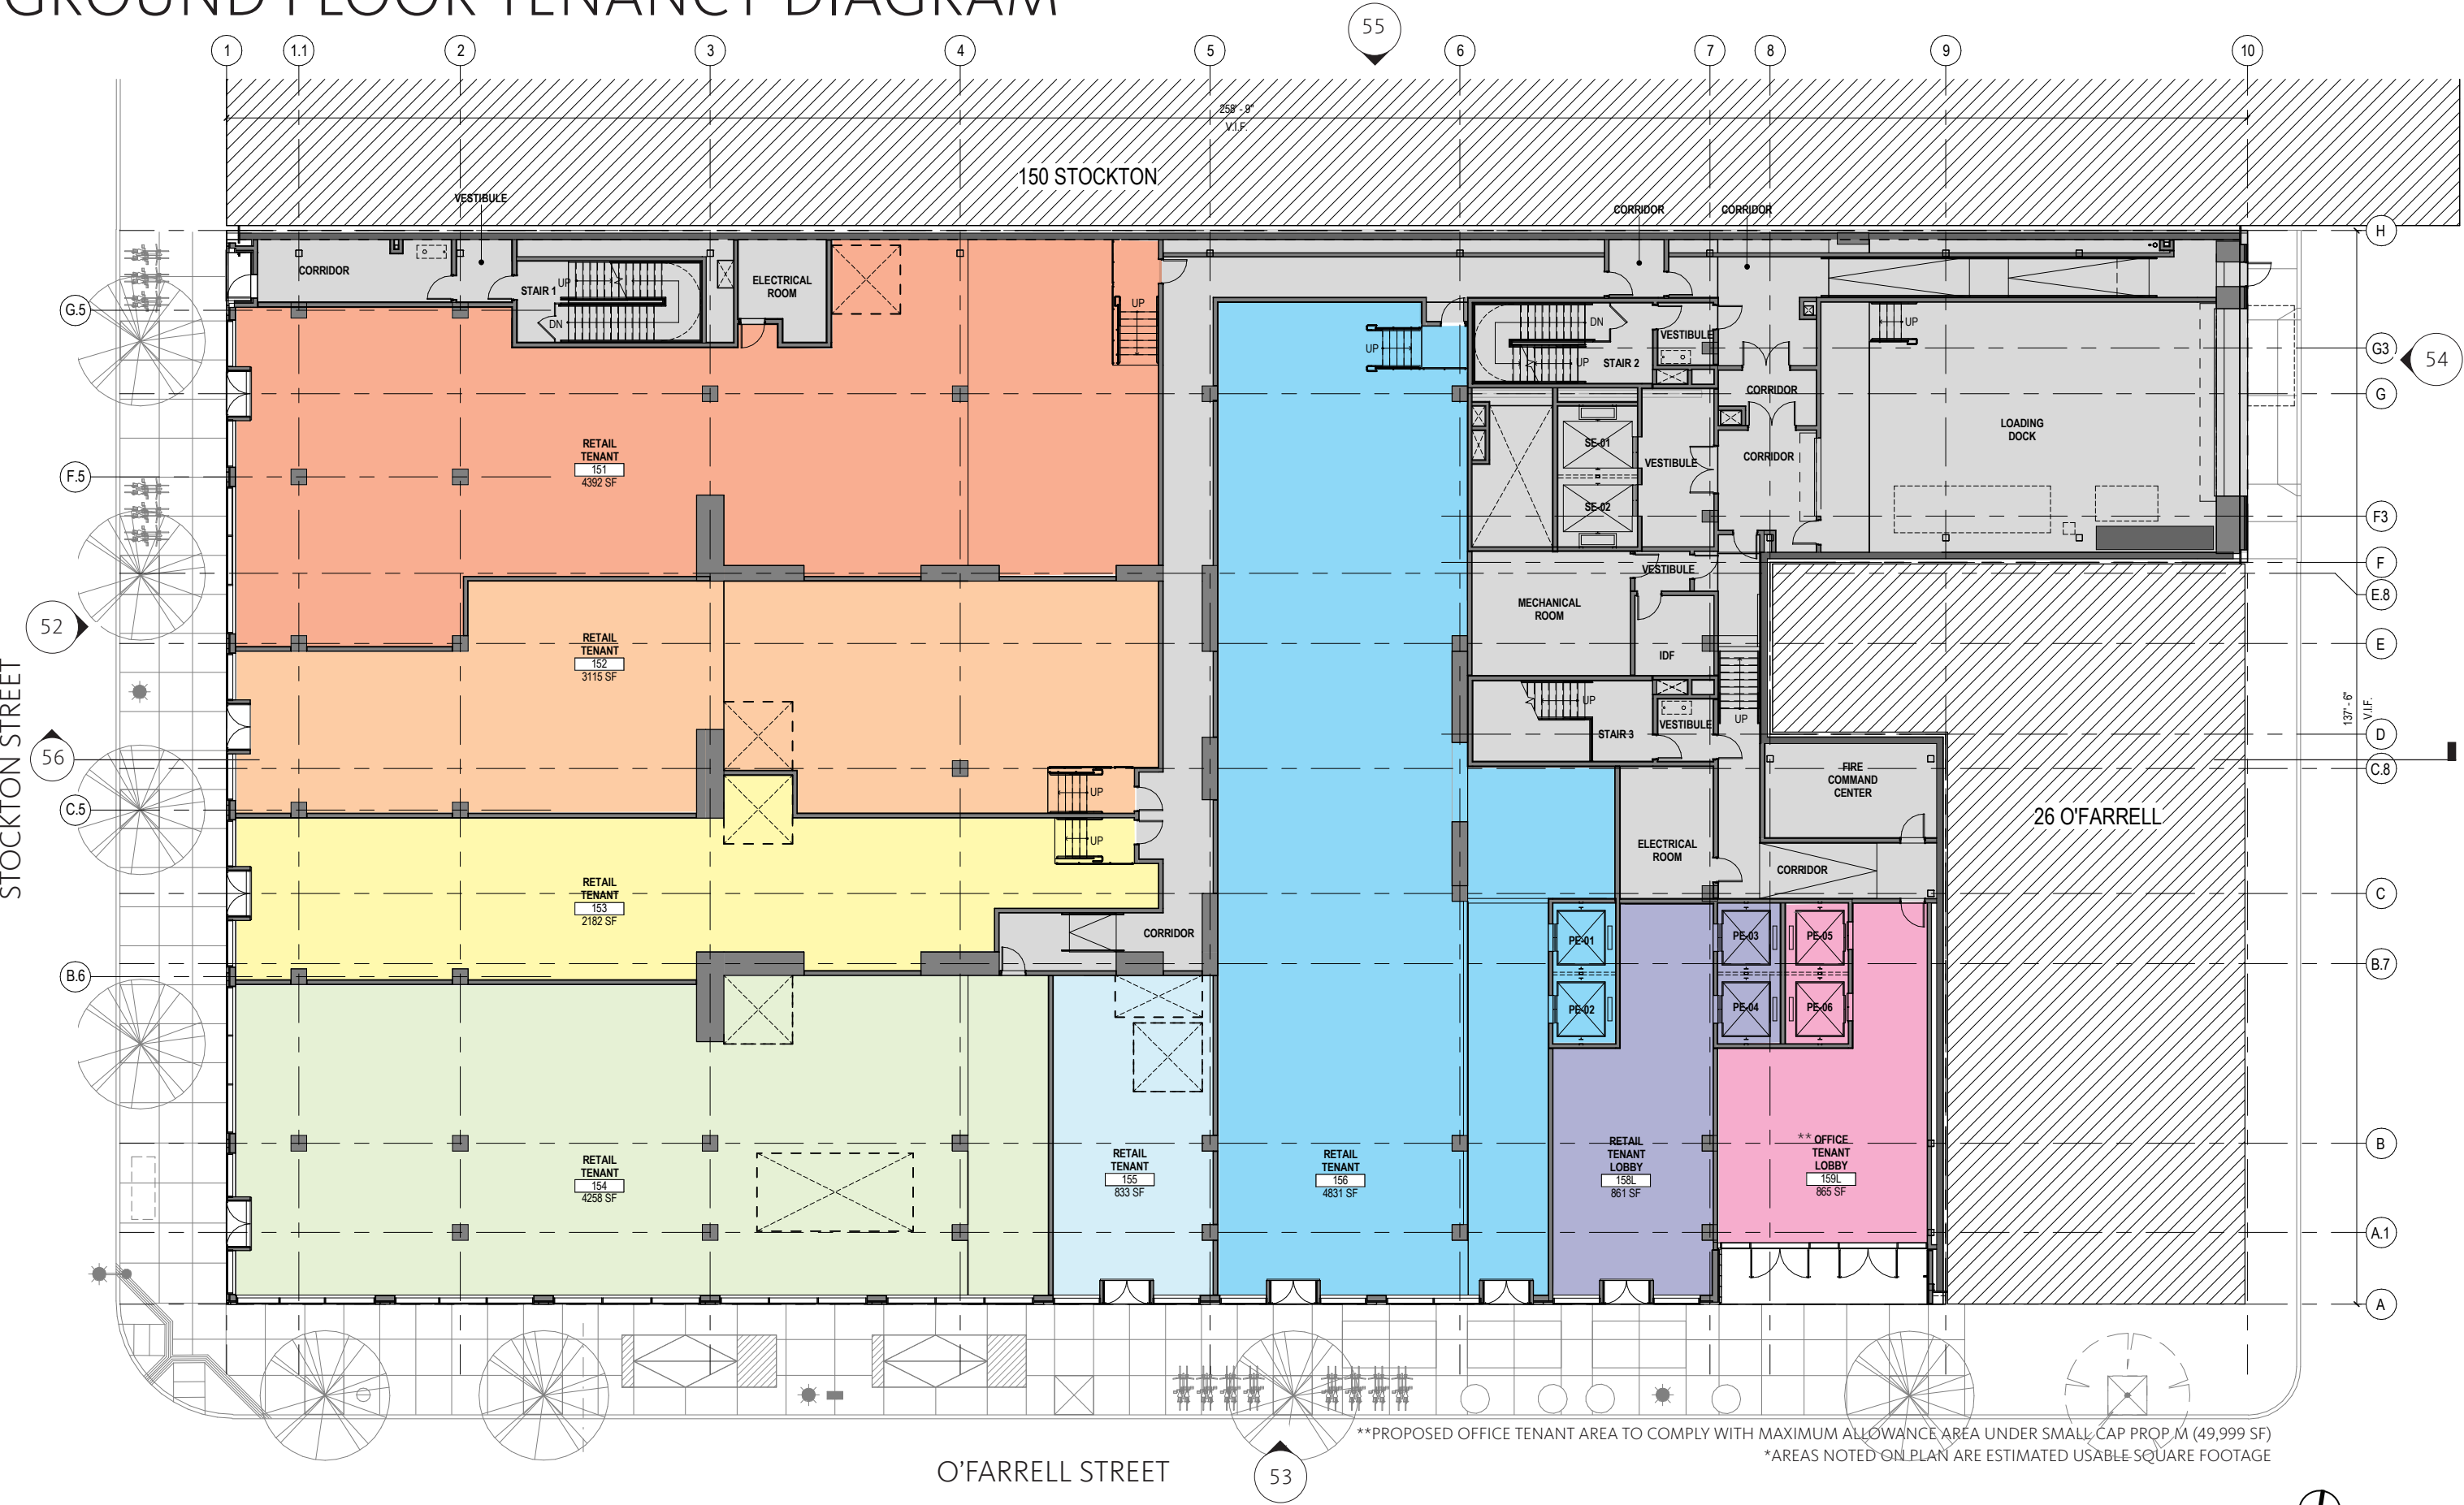 GROUND FLOOR TENANCY DIAGRAM
55
1
1.1
2
3
4
5
6
7
8
9
10
258' - 9"
V.I.F.
150 STOCKTON
VESTIBULE
CORRIDOR
CORRIDOR
H
CORRIDOR
STAIR 1
UP
DN
ELECTRICAL
ROOM
UP
G.5
UP
DN
UP
STAIR 2
VESTIBULE
UP
G3
54
CORRIDOR
G
RETAIL
TENANT
151
4392 SF
SE-01
VESTIBULE
CORRIDOR
LOADING
DOCK
F.5
SE-02
F3
VESTIBULE
F
MECHANICAL
ROOM
E.8
52
RETAIL
TENANT
152
3115 SF
IDF
E
STOCKTON STREET
56
UP
STAIR 3
VESTIBULE
UP
137' - 6"
V.I.F.
D
C.8
UP
FIRE
COMMAND
CENTER
C.5
UP
26 O'FARRELL
ELECTRICAL
ROOM
CORRIDOR
RETAIL
TENANT
153
2182 SF
C
CORRIDOR
PE-01
PE-03
PE-05
B.6
B.7
PE-02
PE-04
PE-06
RETAIL
TENANT
154
4258 SF
RETAIL
TENANT
155
833 SF
RETAIL
TENANT
156
4831 SF
RETAIL
TENANT
LOBBY
158L
861 SF
** OFFICE
TENANT
LOBBY
159L
865 SF
B
A.1
A
**PROPOSED OFFICE TENANT AREA TO COMPLY WITH MAXIMUM ALLOWANCE AREA UNDER SMALL CAP PROP M (49,999 SF)
*AREAS NOTED ON PLAN ARE ESTIMATED USABLE SQUARE FOOTAGE
O'FARRELL STREET
53